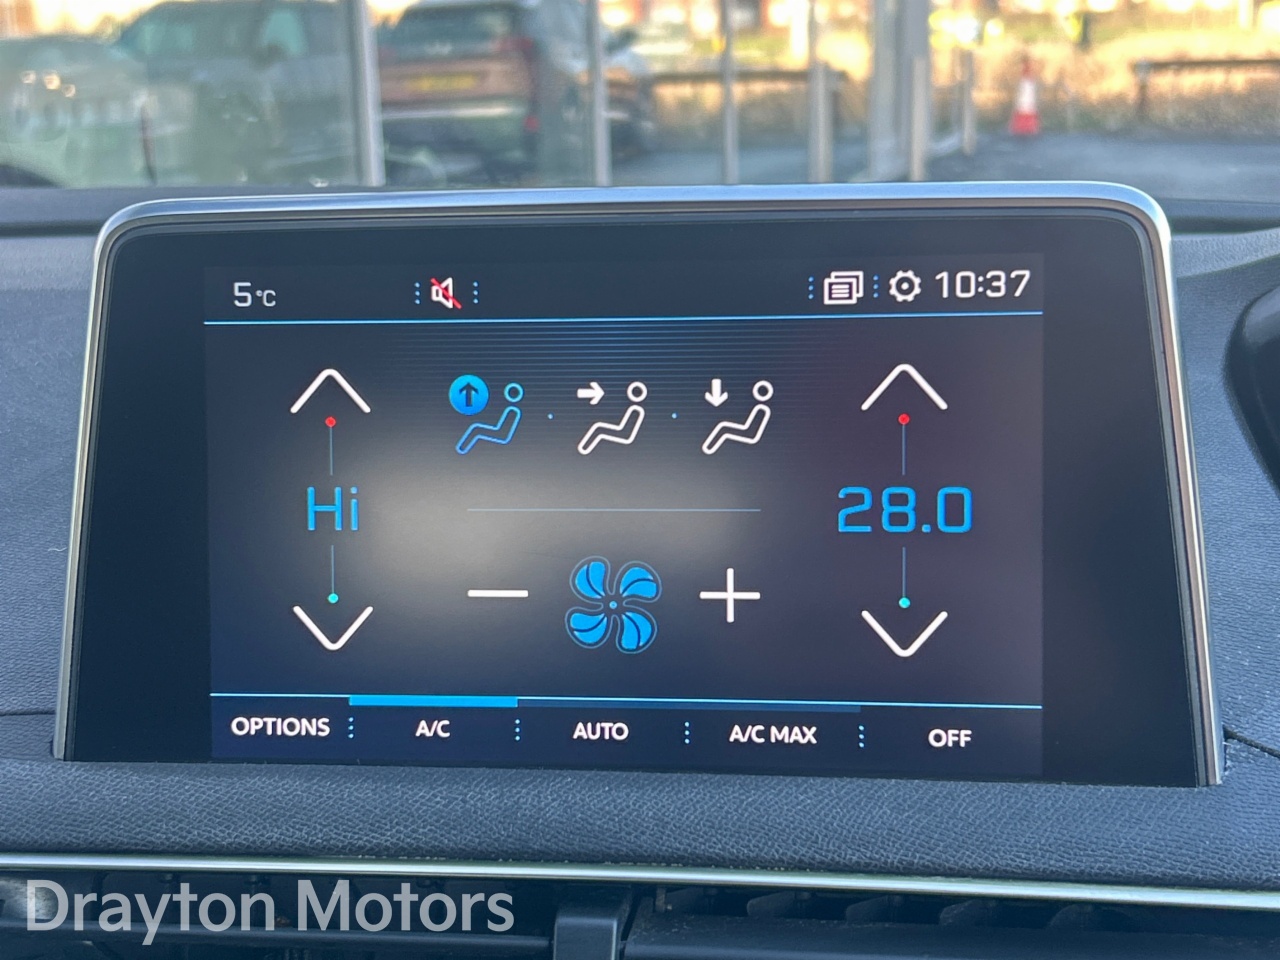 5°C 10:37
Hi 28.0
OPTIONS A/C AUTO A/C MAX OFF
Drayton Motors